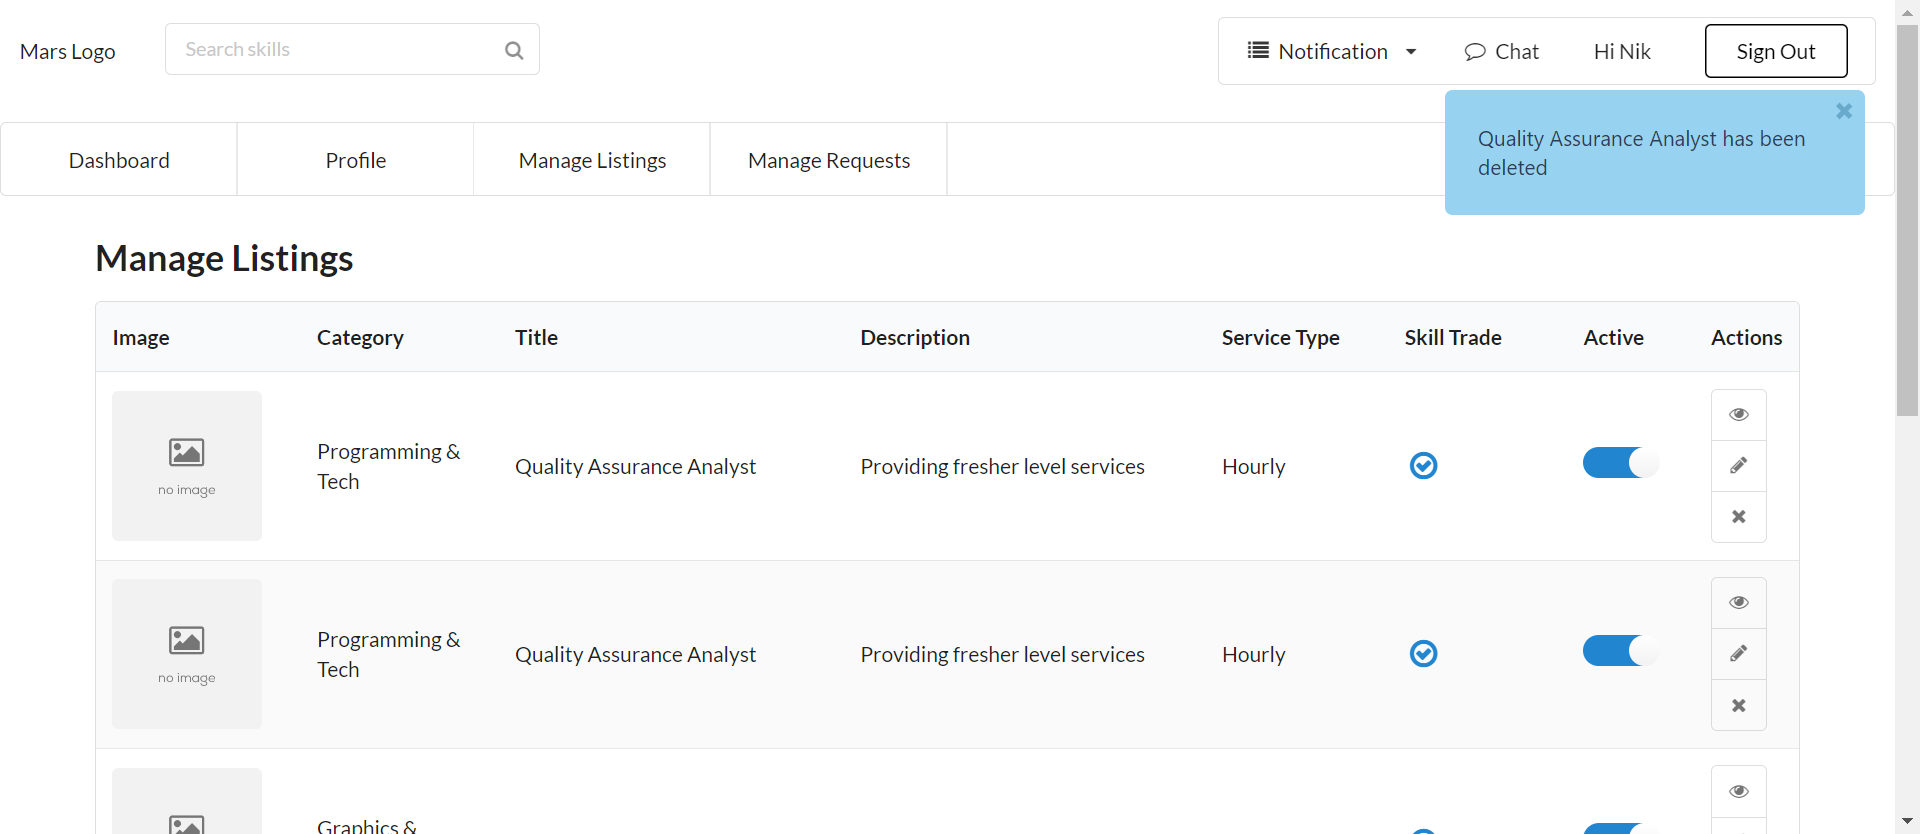 Mars Logo
Search skills
Notification
Chat
Hi Nik
Sign Out
Quality Assurance Analyst has been
deleted
Dashboard
Profile
Manage Listings
Manage Requests
Manage Listings
Image Category Title Description Service Type Skill Trade Active Actions
no image
Programming &
Tech
Quality Assurance Analyst
Providing fresher level services
Hourly
no image
Programming &
Tech
Quality Assurance Analyst
Providing fresher level services
Hourly
Graphics &